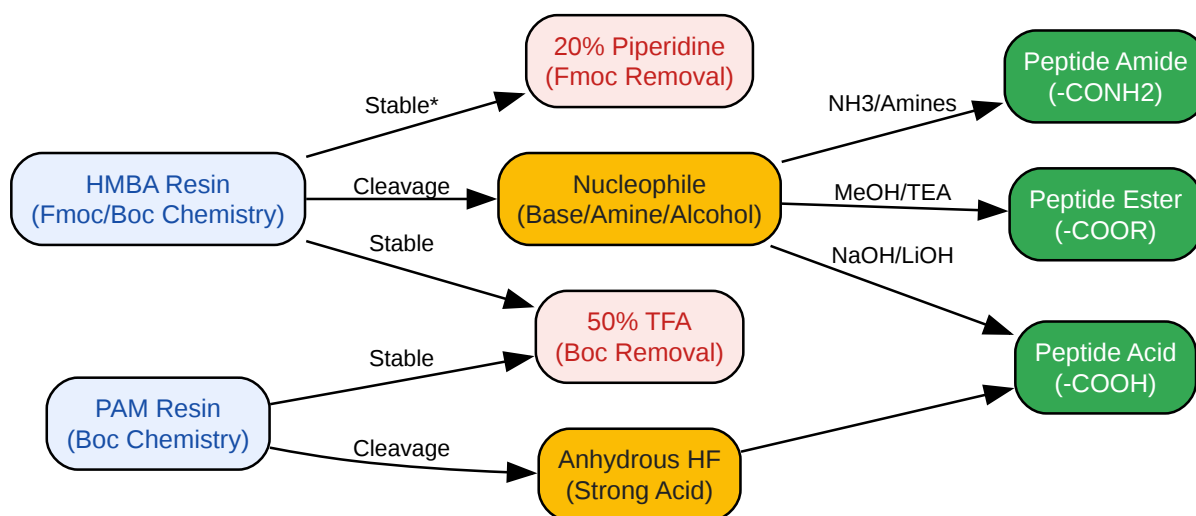 20% Piperidine
(Fmoc Removal)
Peptide Amide
(-CONH2)
Stable*
NH3/Amines
HMBA Resin
(Fmoc/Boc Chemistry)
Cleavage
Nucleophile
(Base/Amine/Alcohol)
MeOH/TEA
Peptide Ester
(-COOR)
Stable
NaOH/LiOH
50% TFA
(Boc Removal)
Stable
Peptide Acid
(-COOH)
PAM Resin
(Boc Chemistry)
Cleavage
Anhydrous HF
(Strong Acid)